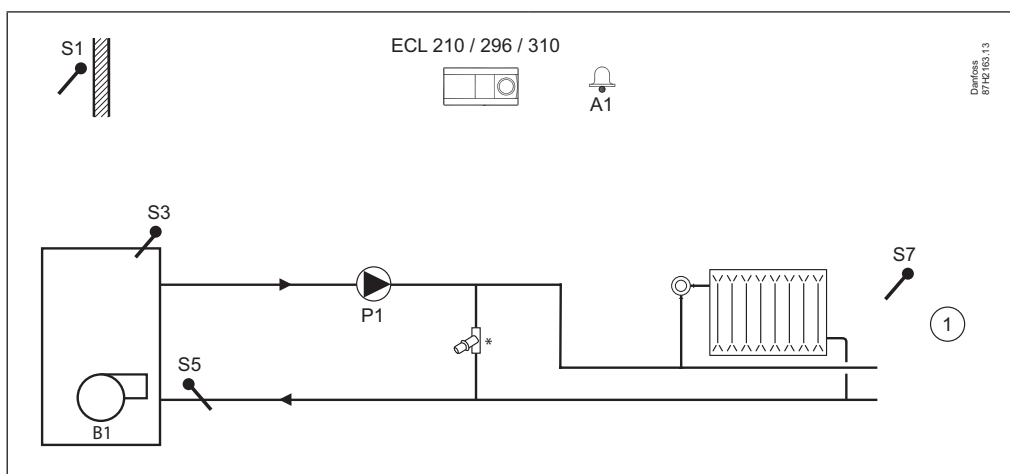 S1
ECL 210 / 296 / 310
A1
Danfoss
87H2163.13
S3
S7
P1
1
*
S5
B1